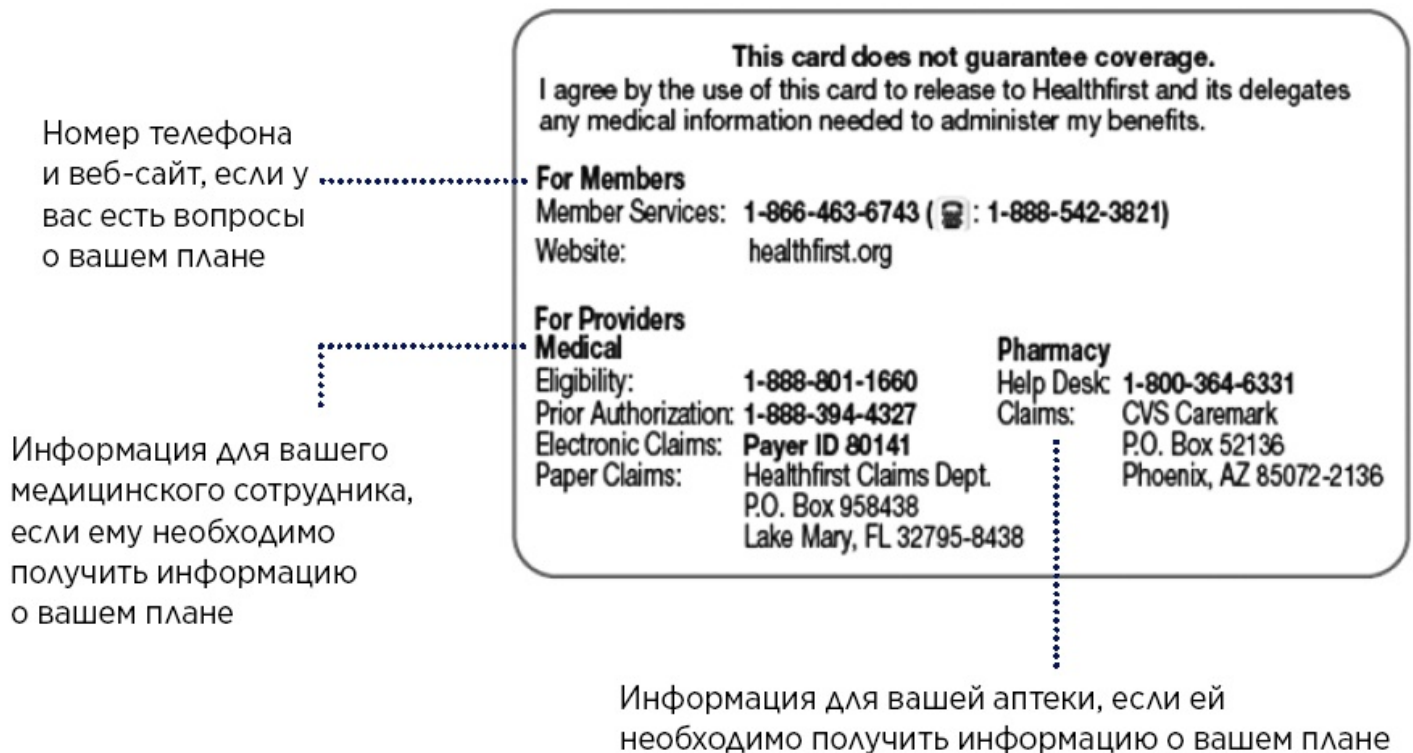 This card does not guarantee coverage.
I agree by the use of this card to release to Healthfirst and its delegates
any medical information needed to administer my benefits.
Номер телефона
и веб-сайт, если у
вас есть вопросы
о вашем плане
For Members
Member Services: 1-866-463-6743 ( : 1-888-542-3821)
Website: healthfirst.org
Информация для вашего
медицинского сотрудника,
если ему необходимо
получить информацию
о вашем плане
For Providers
Medical
Eligibility: 1-888-801-1660
Prior Authorization: 1-888-394-4327
Electronic Claims: Payer ID 80141
Paper Claims: Healthfirst Claims Dept.
P.O. Box 958438
Lake Mary, FL 32795-8438
Pharmacy
Help Desk: 1-800-364-6331
Claims: CVS Caremark
P.O. Box 52136
Phoenix, AZ 85072-2136
Информация для вашей аптеки, если ей
необходимо получить информацию о вашем плане